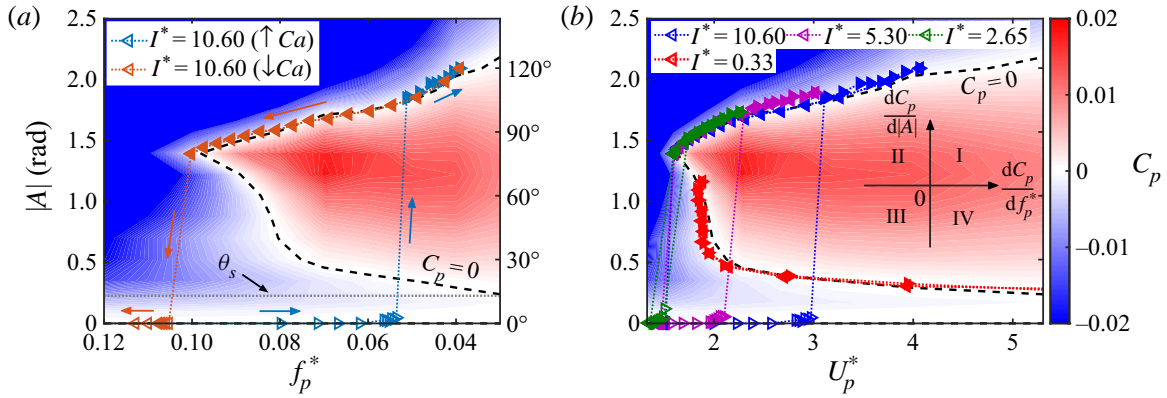 (a)
I* = 10.60 (↑ Ca)
I* = 10.60 (↓Ca)
2.5
2.0
1.5
1.0
0.5
0
|A| (rad)
120°
90°
60°
30°
0°
θs
Cp = 0
0.12 0.10 0.08 0.06 0.04
fp*
(b)
I* = 10.60 I* = 5.30 I* = 2.65
I* = 0.33
2.5
2.0
1.5
1.0
0.5
0
Cp = 0
dCp
d|A|
II I
0
III IV
dCp
dfp*
2 3 4 5
Up*
0.02
0.01
0
−0.01
−0.02
Cp